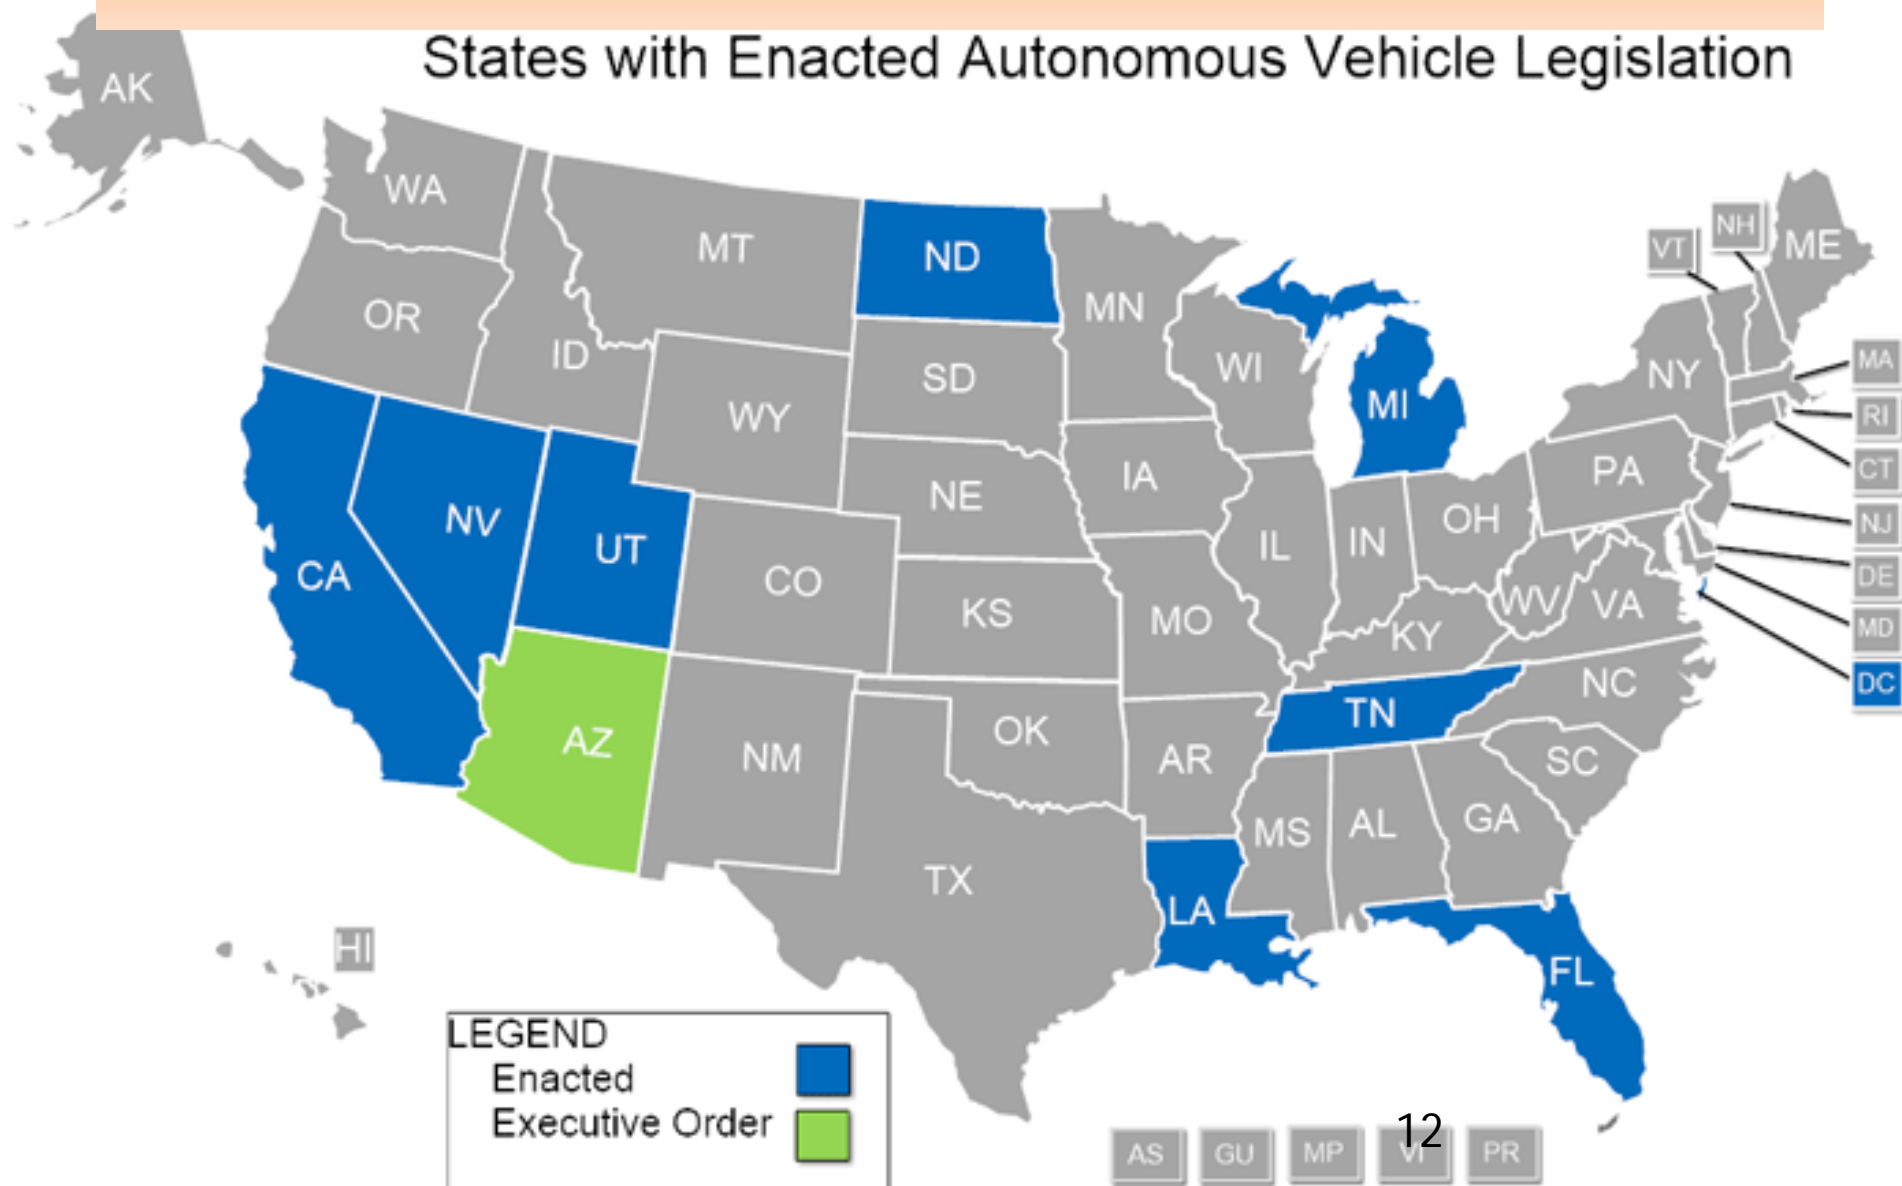 States with Enacted Autonomous Vehicle Legislation
AK
WA
MT
ND
MN
VT
NH
ME
OR
ID
SD
WI
MI
NY
MA
WY
RI
IA
PA
CT
NE
NV
UT
OH
NJ
IL
IN
CA
CO
DE
KS
MO
WV
VA
KY
MD
NC
DC
TN
AZ
NM
OK
AR
SC
MS
AL
GA
TX
LA
HI
FL
LEGEND
Enacted
Executive Order
12
AS
GU
MP
VI
PR